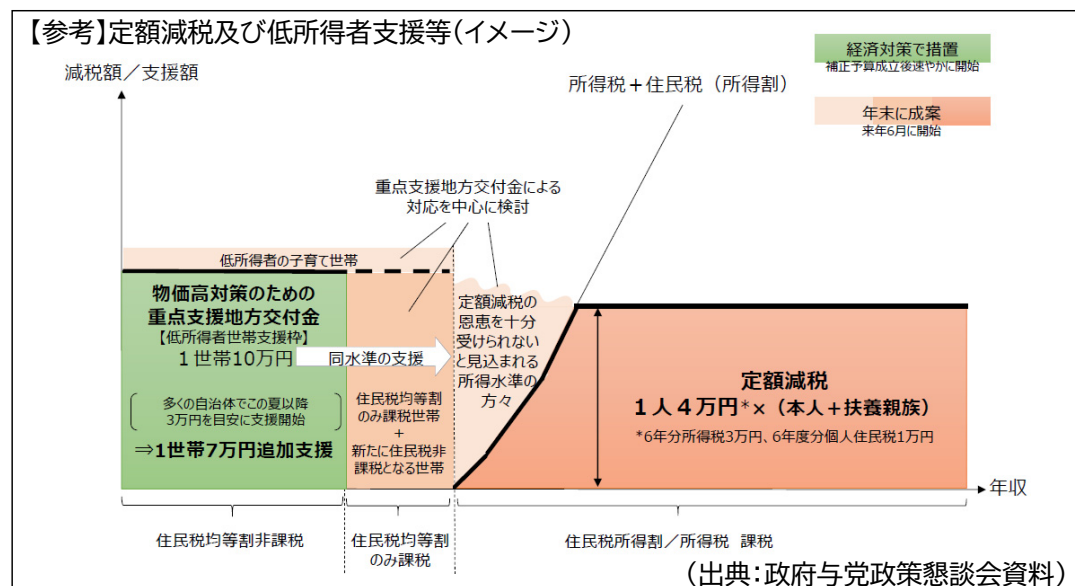 【参考】定額減税及び低所得者支援等(イメージ)
経済対策で措置
補正予算成立後速やかに開始
年末に成案
来年6月に開始
減税額/支援額
所得税+住民税(所得割)
重点支援地方交付金による
対応を中心に検討
低所得者の子育て世帯
物価高対策のための
重点支援地方交付金
【低所得者世帯支援枠】
1世帯10万円
同水準の支援
多くの自治体でこの夏以降
3万円を目安に支援開始
⇒1世帯7万円追加支援
住民税均等割
のみ課税世帯
+
新たに住民税非
課税となる世帯
定額減税の
恩恵を十分
受けられない
と見込まれる
所得水準の
方々
定額減税
1人4万円*×(本人+扶養親族)
*6年分所得税3万円、6年度分個人住民税1万円
年収
住民税均等割非課税
住民税均等割
のみ課税
住民税所得割/所得税 課税
(出典:政府与党政策懇談会資料)